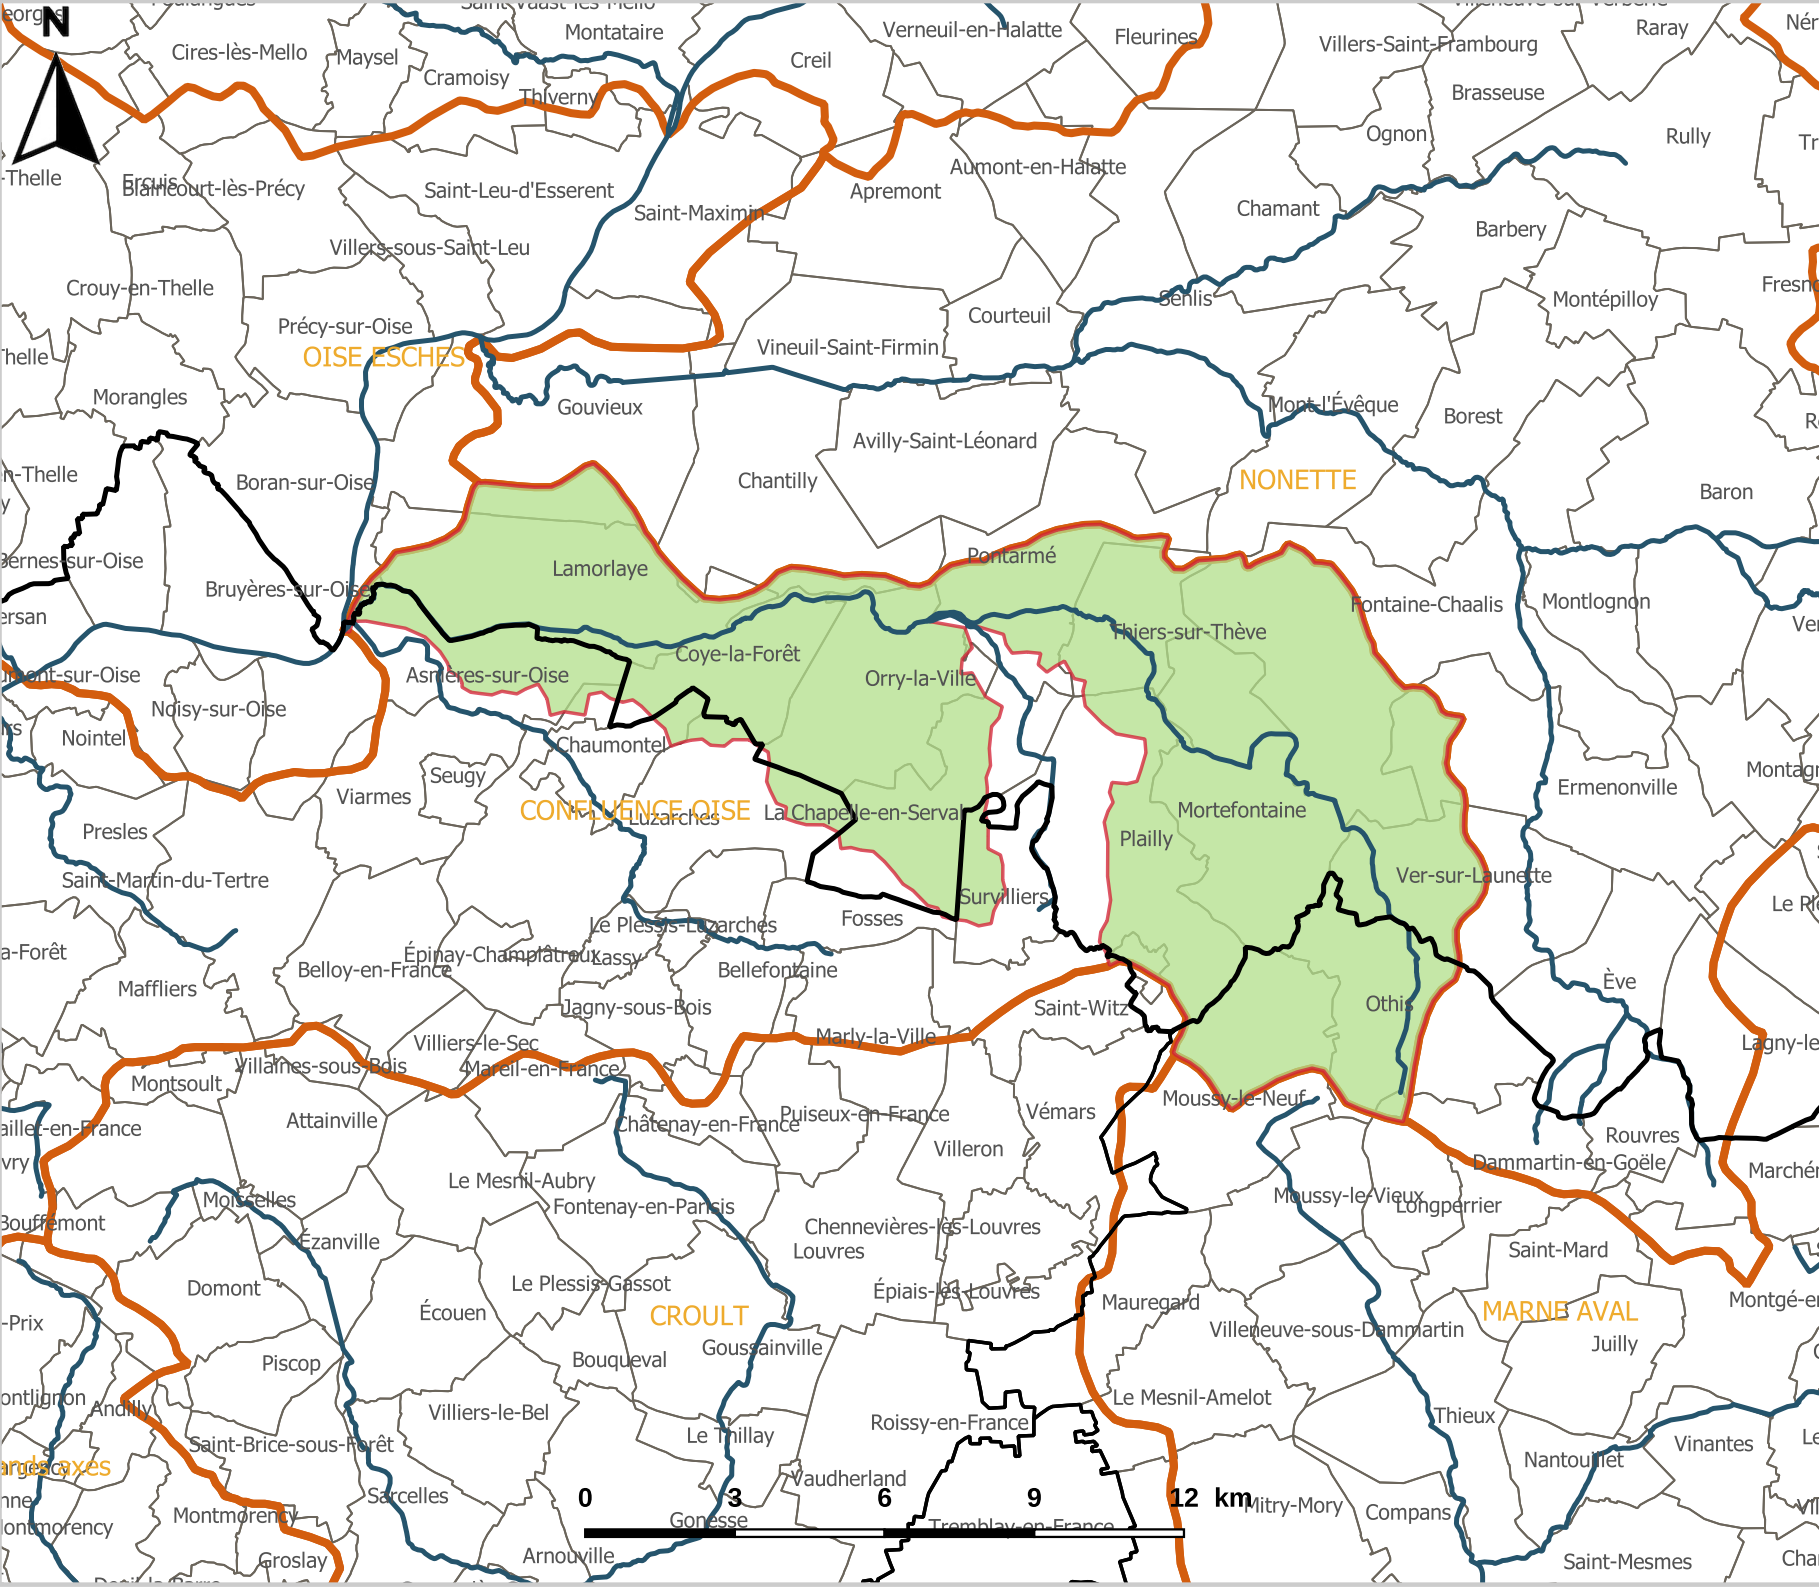 N
Cires-lès-Mello
Maysel
Cramoisy
Thiverny
Montataire
Creil
Verneuil-en-Halatte
Fleurines
Villers-Saint-Frambourg
Raray
Brasseuse
Ognon
Rully
-Thelle
Ercuis
Blaincourt-lès-Précy
Saint-Leu-d'Esserent
Saint-Maximin
Apremont
Aumont-en-Halatte
Chamant
Barbery
Villers-sous-Saint-Leu
Crouy-en-Thelle
Précy-sur-Oise
OISE ESCHES
Senlis
Courteuil
Montépilloy
Vineuil-Saint-Firmin
Morangles
Gouvieux
Mont-l'Évêque
Borest
Avilly-Saint-Léonard
n-Thelle
Boran-sur-Oise
Chantilly
NONETTE
Baron
Bernes-sur-Oise
Lamorlaye
Pontarmé
Bruyères-sur-Oise
ersan
Fontaine-Chaalis
Montlognon
Thiers-sur-Thève
Coye-la-Forêt
Asnières-sur-Oise
Orry-la-Ville
Noisy-sur-Oise
Nointel
Chaumontel
Seugy
Viarmes
CONFLUENCE OISE
Luzarches
La Chapelle-en-Serval
Mortefontaine
Ermenonville
Plailly
Presles
Saint-Martin-du-Tertre
Ver-sur-Launette
Survilliers
Fosses
Le Plessis-Luzarches
a-Forêt
Épinay-Champlâtreux
Lassy
Belloy-en-France
Bellefontaine
Maffliers
Ève
Jagny-sous-Bois
Saint-Witz
Othis
Marly-la-Ville
Villiers-le-Sec
Villaines-sous-Bois
Mareil-en-France
Montsoult
Moussy-le-Neuf
Attainville
Châtenay-en-France
Puiseux-en-France
Vémars
Villeron
Rouvres
Dammartin-en-Goële
Le Mesnil-Aubry
Moisselles
Fontenay-en-Parisis
Moussy-le-Vieux
Longperrier
Bouffémont
Ézanville
Chennevières-lès-Louvres
Louvres
Saint-Mard
Domont
Le Plessis-Gassot
Épiais-lès-Louvres
Écouen
CROULT
Mauregard
MARNE AVAL
-Prix
Villeneuve-sous-Dammartin
Goussainville
Juilly
Piscop
Bouqueval
Andilly
Le Mesnil-Amelot
Villiers-le-Bel
Roissy-en-France
Thieux
Saint-Brice-sous-Forêt
Le Thillay
Vinantes
Nantouillet
Vaudherland
Sarcelles
0 3 6 9 12 km
Mitry-Mory
Compans
Montmorency
Gonesse
Tremblay-en-France
Groslay
Arnouville
Saint-Mesmes